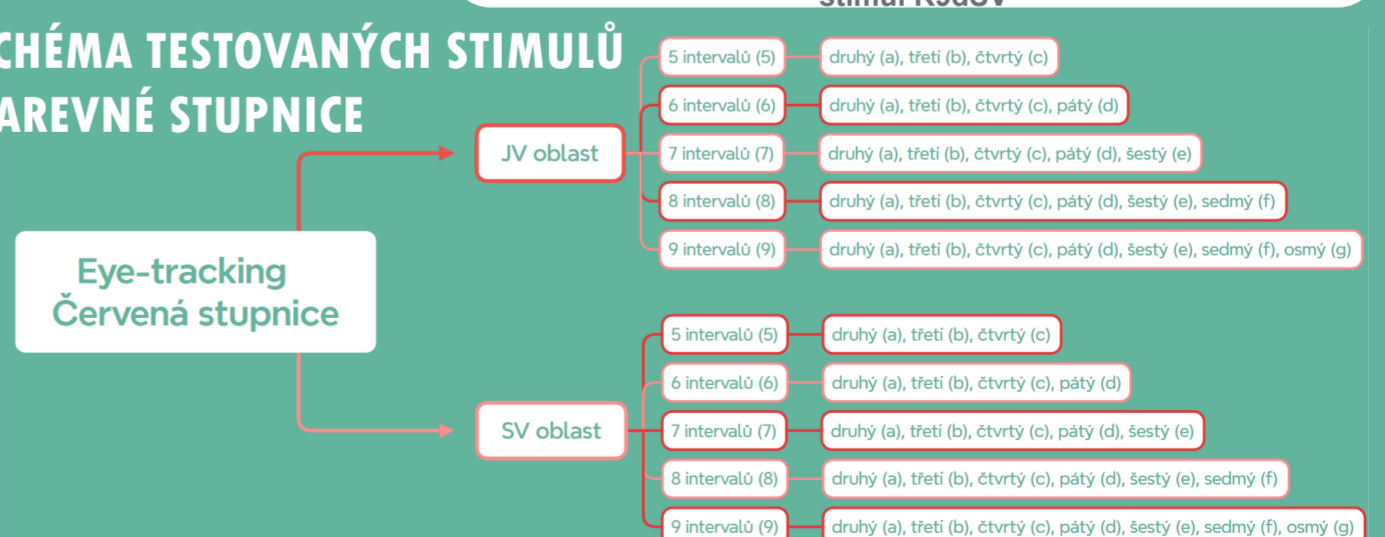 CHÉMA TESTOVANÝCH STIMULŮ
AREVNÉ STUPNICE
Eye-tracking
Červená stupnice
JV oblast
5 intervalů (5) druhý (a), třetí (b), čtvrtý (c)
6 intervalů (6) druhý (a), třetí (b), čtvrtý (c), pátý (d)
7 intervalů (7) druhý (a), třetí (b), čtvrtý (c), pátý (d), šestý (e)
8 intervalů (8) druhý (a), třetí (b), čtvrtý (c), pátý (d), šestý (e), sedmý (f)
9 intervalů (9) druhý (a), třetí (b), čtvrtý (c), pátý (d), šestý (e), sedmý (f), osmý (g)
SV oblast
5 intervalů (5) druhý (a), třetí (b), čtvrtý (c)
6 intervalů (6) druhý (a), třetí (b), čtvrtý (c), pátý (d)
7 intervalů (7) druhý (a), třetí (b), čtvrtý (c), pátý (d), šestý (e)
8 intervalů (8) druhý (a), třetí (b), čtvrtý (c), pátý (d), šestý (e), sedmý (f)
9 intervalů (9) druhý (a), třetí (b), čtvrtý (c), pátý (d), šestý (e), sedmý (f), osmý (g)